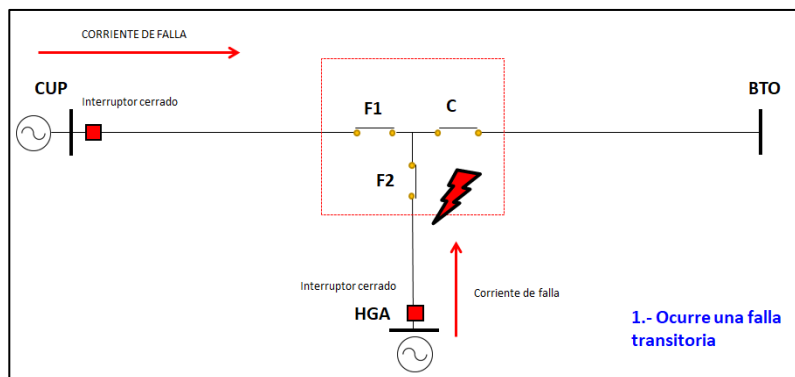 CORRIENTE DE FALLA
CUP
Interruptor cerrado
F1
C
BTO
F2
Interruptor cerrado
HGA
Corriente de falla
1.- Ocurre una falla
transitoria